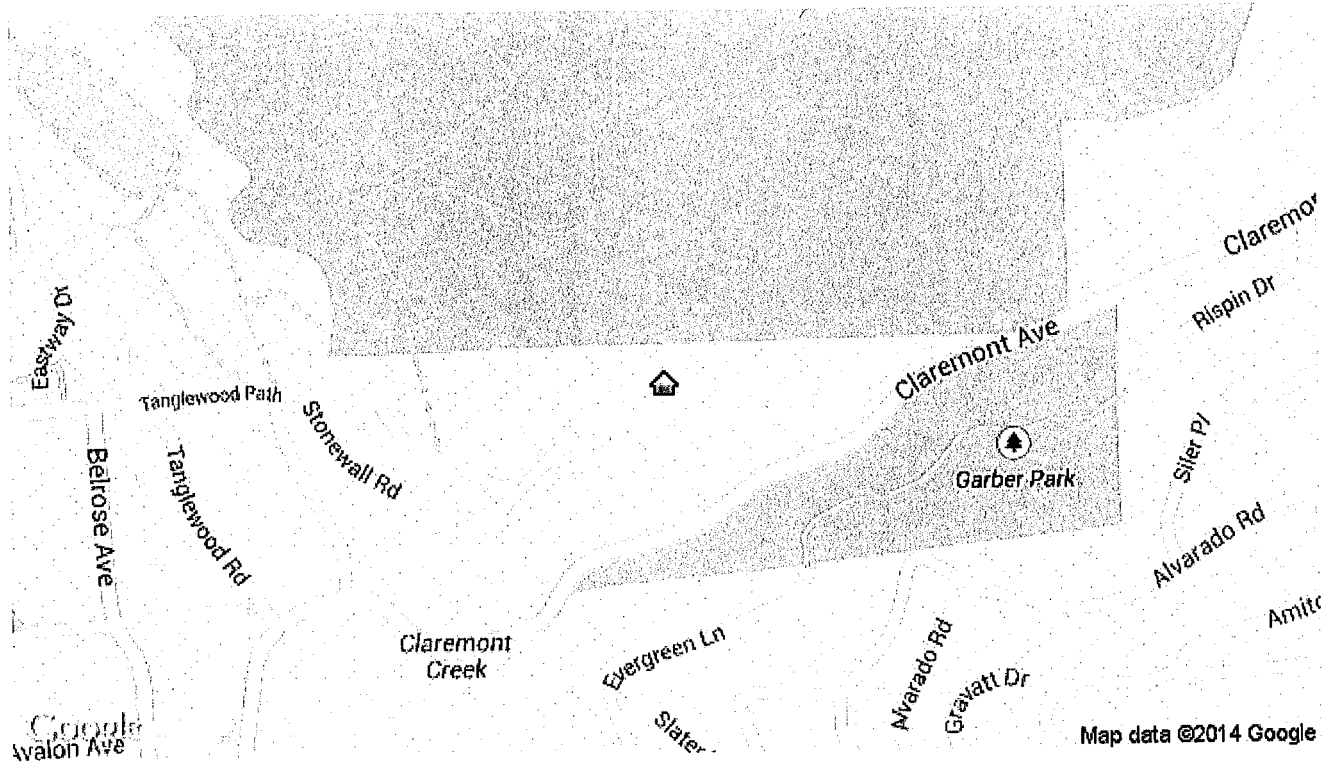 Claremo
Rispin Dr
Eastway Dr
Claremont Ave
Tanglewood Path
Stonewall Rd
Belrose Ave
Tanglewood Rd
Garber Park
Siler Pl
Alvarado Rd
Amito
Claremont
Creek
Evergreen Ln
Alvarado Rd
Gravatt Dr
Slater
Google
Avalon Ave
Map data ©2014 Google